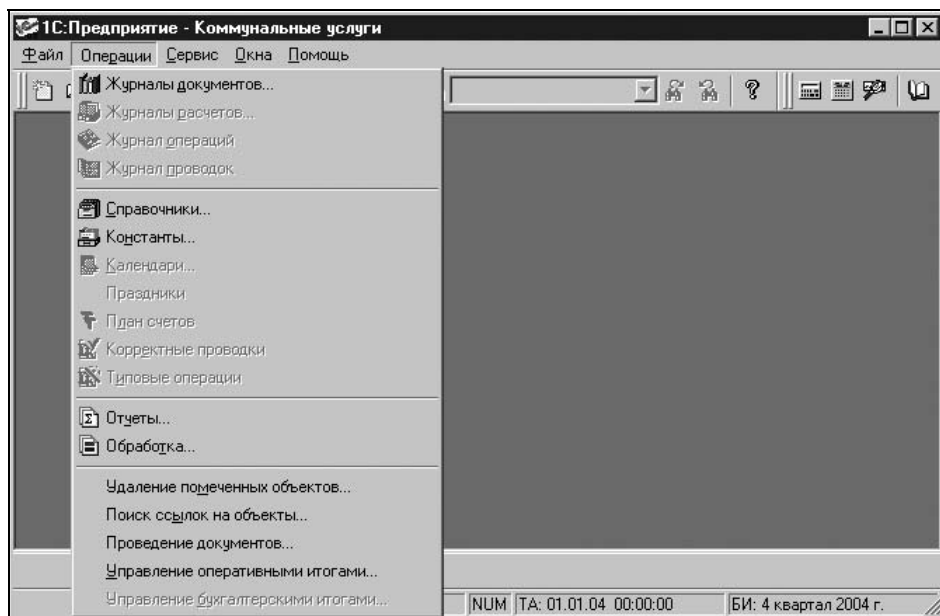 1С:Предприятие - Коммунальные услуги
Файл Операции Сервис Окна Помощь
Журналы документов...
Журналы расчетов...
Журнал операций
Журнал проводок
Справочники...
Константы...
Календари...
Праздники
План счетов
Корректные проводки
Типовые операции
Отчеты...
Обработка...
Удаление помеченных объектов...
Поиск ссылок на объекты...
Проведение документов...
Управление оперативными итогами...
Управление бухгалтерскими итогами...
NUM ТА: 01.01.04 00:00:00 БИ: 4 квартал 2004 г.